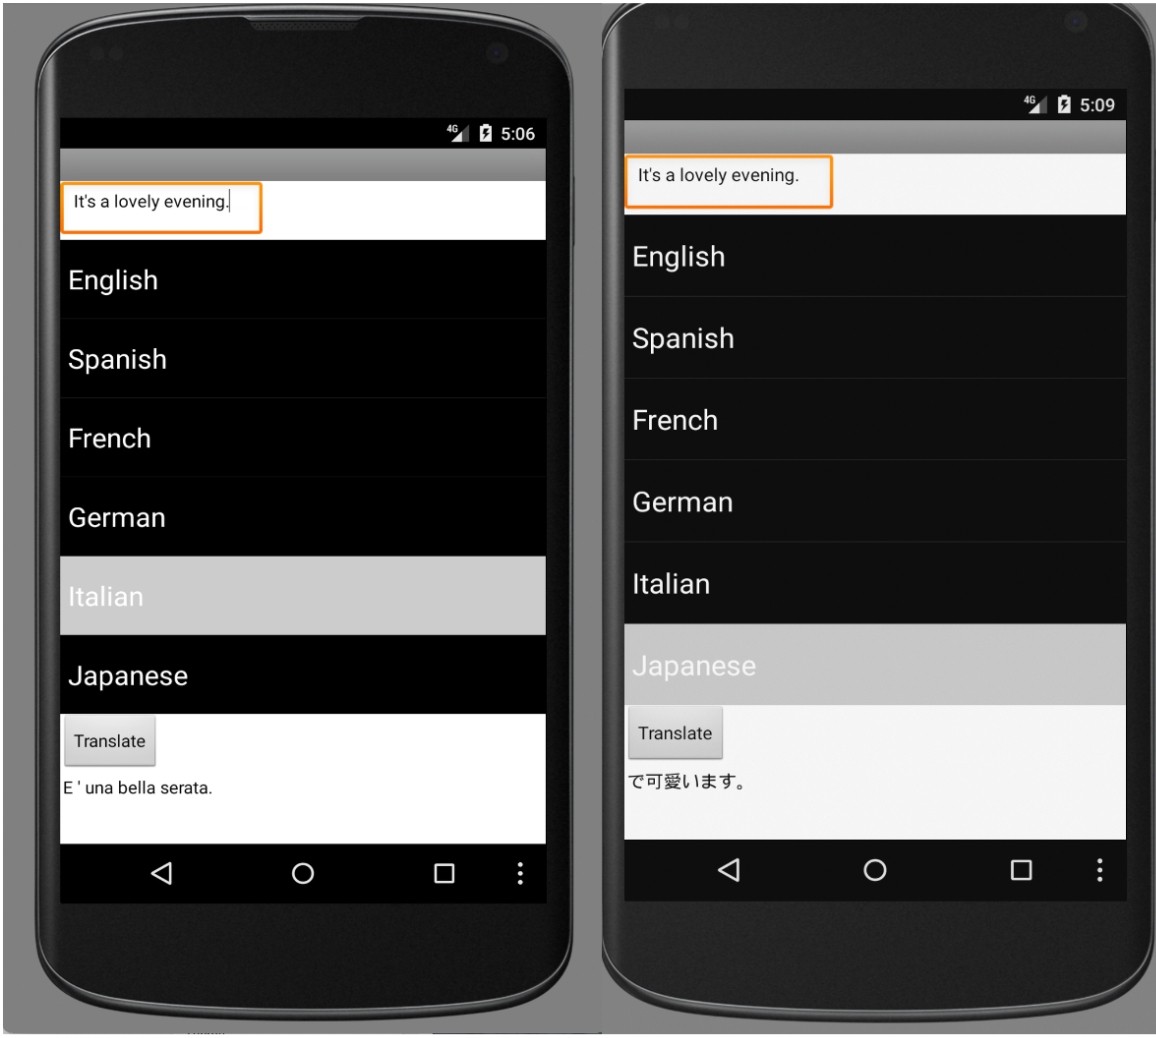 4G 5:06
It's a lovely evening.
English
Spanish
French
German
Italian
Japanese
Translate
E ' una bella serata.
4G 5:09
It's a lovely evening.
English
Spanish
French
German
Italian
Japanese
Translate
で可愛います。